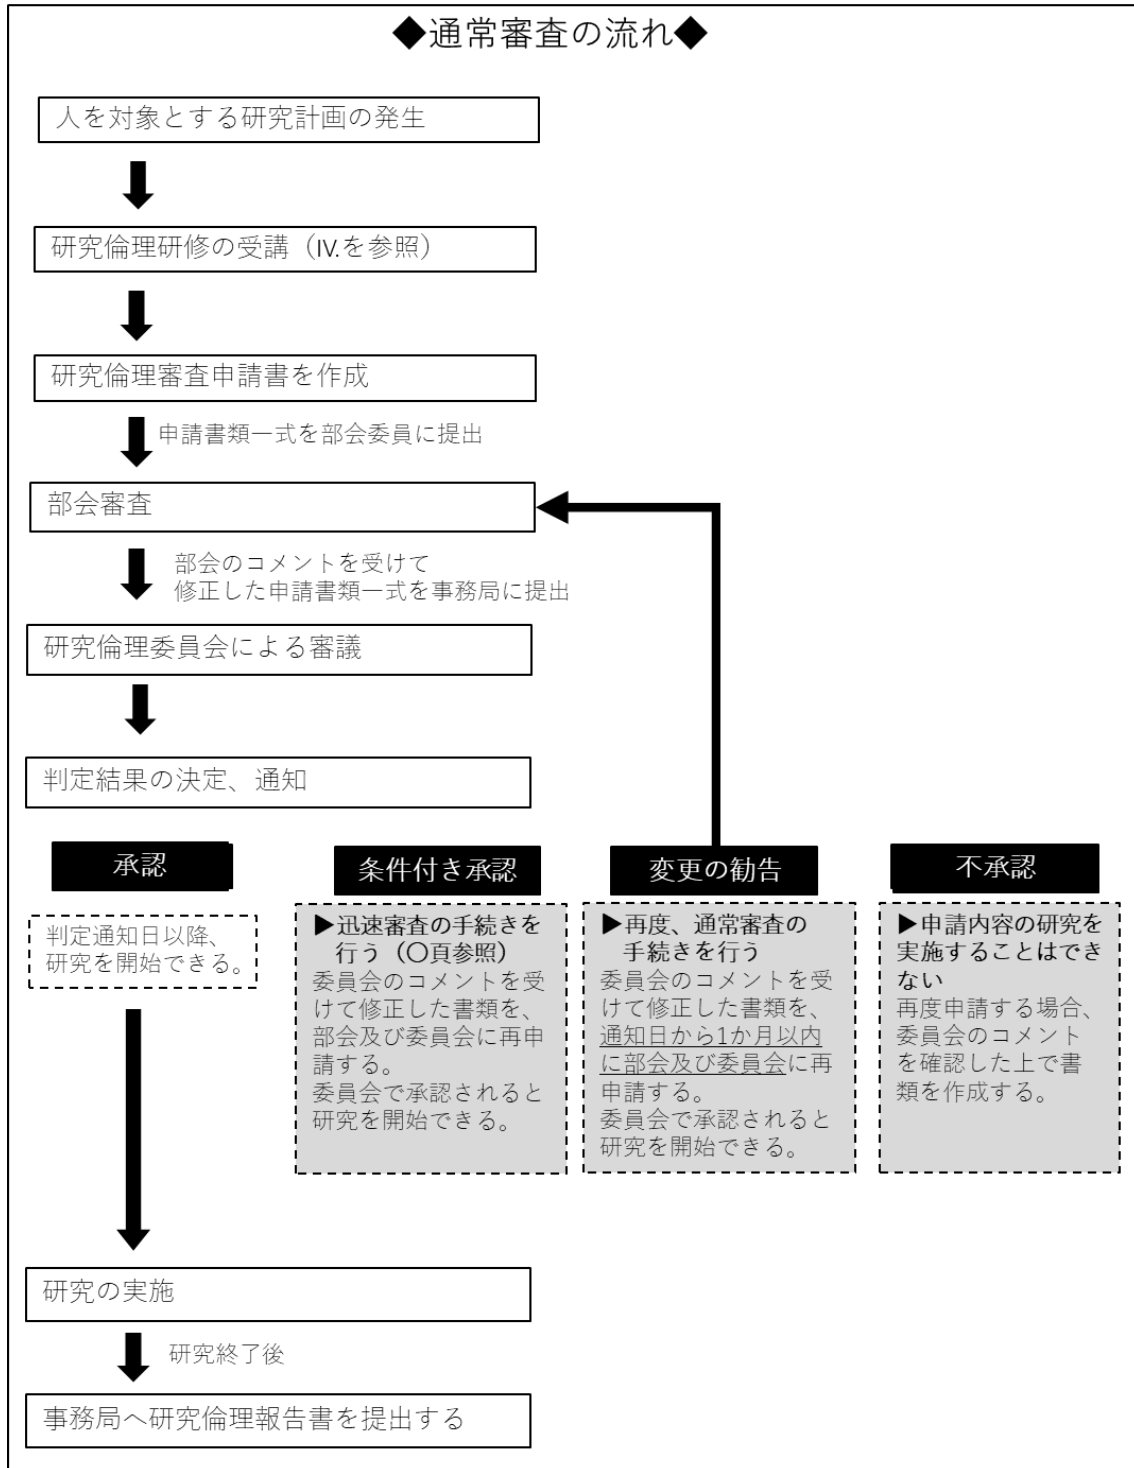 ◆通常審査の流れ◆
人を対象とする研究計画の発生
研究倫理研修の受講（Ⅳ.を参照）
研究倫理審査申請書を作成
申請書類一式を部会委員に提出
部会審査
部会のコメントを受けて
修正した申請書類一式を事務局に提出
研究倫理委員会による審議
判定結果の決定、通知
承認
判定通知日以降、
研究を開始できる。
条件付き承認
▶迅速審査の手続きを
行う（〇頁参照）
委員会のコメントを受
けて修正した書類を、
部会及び委員会に再申
請する。
委員会で承認されると
研究を開始できる。
変更の勧告
▶再度、通常審査の
手続きを行う
委員会のコメントを受
けて修正した書類を、
通知日から1か月以内
に部会及び委員会に再
申請する。
委員会で承認されると
研究を開始できる。
不承認
▶申請内容の研究を
実施することはでき
ない
再度申請する場合、
委員会のコメント
を確認した上で書
類を作成する。
研究の実施
研究終了後
事務局へ研究倫理報告書を提出する